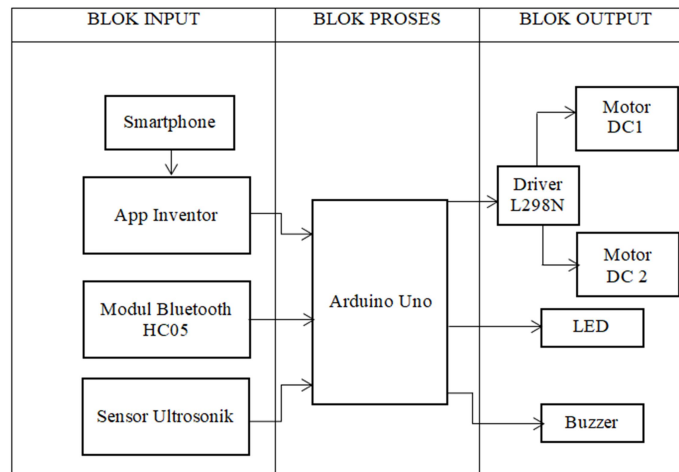 BLOK INPUT
BLOK PROSES
BLOK OUTPUT
Smartphone
App Inventor
Modul Bluetooth
HC05
Sensor Ultrosonik
Arduino Uno
Driver
L298N
Motor
DC1
Motor
DC 2
LED
Buzzer